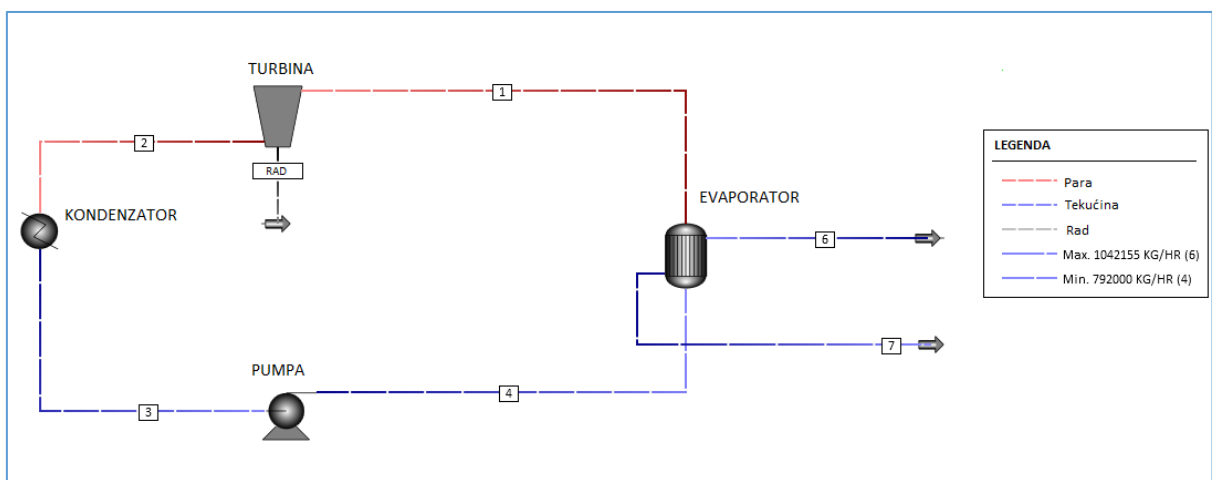 TURBINA
1
2
RAD
KONDENZATOR
EVAPORATOR
6
7
PUMPA
4
3
LEGENDA
Para
Tekućina
Rad
Max. 1042155 KG/HR (6)
Min. 792000 KG/HR (4)